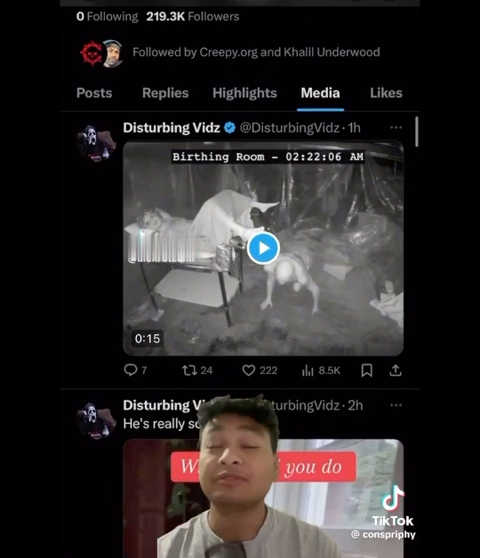 0 Following 219.3K Followers
Followed by Creepy.org and Khalil Underwood
Posts Replies Highlights Media Likes
Disturbing Vidz @DisturbingVidz · 1h
Birthing Room - 02:22:06 AM
0:15
7 24 222 8.5K
Disturbing turbingVidz · 2h
He's really
you do
TikTok
@ conspriphy